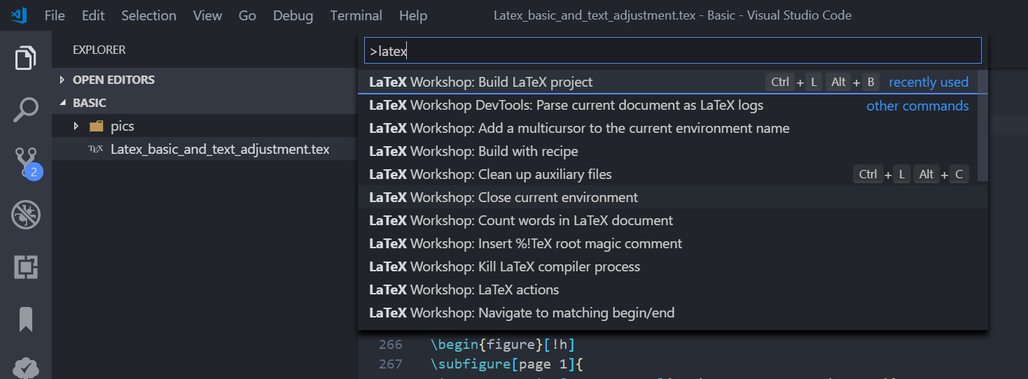 File Edit Selection View Go Debug Terminal Help Latex_basic_and_text_adjustment.tex - Basic - Visual Studio Code
EXPLORER
OPEN EDITORS
BASIC
pics
TEX Latex_basic_and_text_adjustment.tex
2
>latex
LaTeX Workshop: Build LaTeX project Ctrl + L Alt + B recently used
LaTeX Workshop DevTools: Parse current document as LaTeX logs other commands
LaTeX Workshop: Add a multicursor to the current environment name
LaTeX Workshop: Build with recipe
LaTeX Workshop: Clean up auxiliary files Ctrl + L Alt + C
LaTeX Workshop: Close current environment
LaTeX Workshop: Count words in LaTeX document
LaTeX Workshop: Insert %!TeX root magic comment
LaTeX Workshop: Kill LaTeX compiler process
LaTeX Workshop: LaTeX actions
LaTeX Workshop: Navigate to matching begin/end
266 \begin{figure}[!h]
267 \subfigure[page 1]{